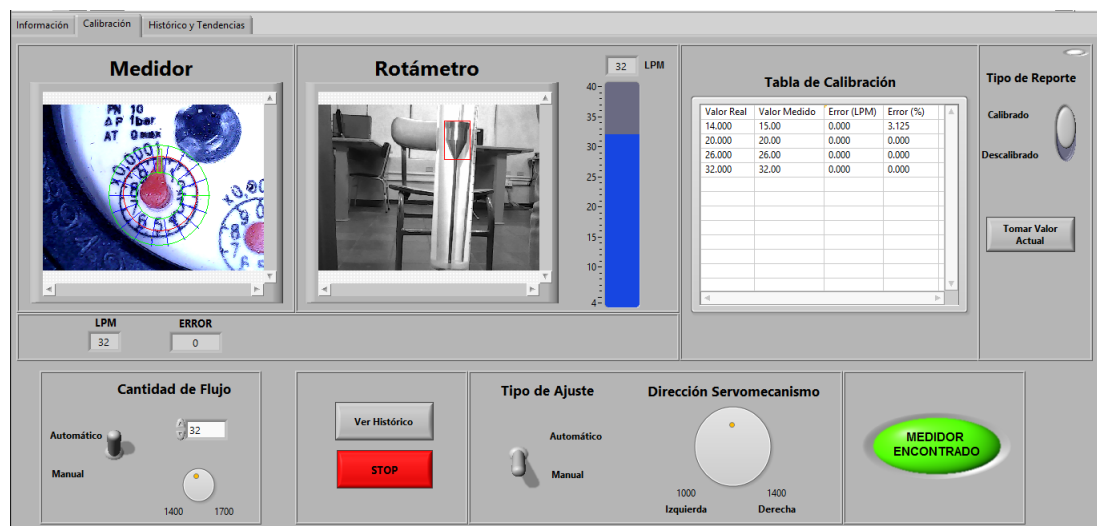 Información Calibración Histórico y Tendencias
Medidor
PN 10
ΔP 1bar
AT 0max
x0,0001
Rotámetro
32 LPM
40
35
30
25
20
15
10
4
Tabla de Calibración
Valor Real Valor Medido Error (LPM) Error (%)
14.000 15.00 0.000 3.125
20.000 20.00 0.000 0.000
26.000 26.00 0.000 0.000
32.000 32.00 0.000 0.000
Tipo de Reporte
Calibrado
Descalibrado
Tomar Valor
Actual
LPM ERROR
32 0
Cantidad de Flujo
Automático
32
Manual
1400 1700
Ver Histórico
STOP
Tipo de Ajuste
Automático
Manual
Dirección Servomecanismo
1000 1400
Izquierda Derecha
MEDIDOR
ENCONTRADO